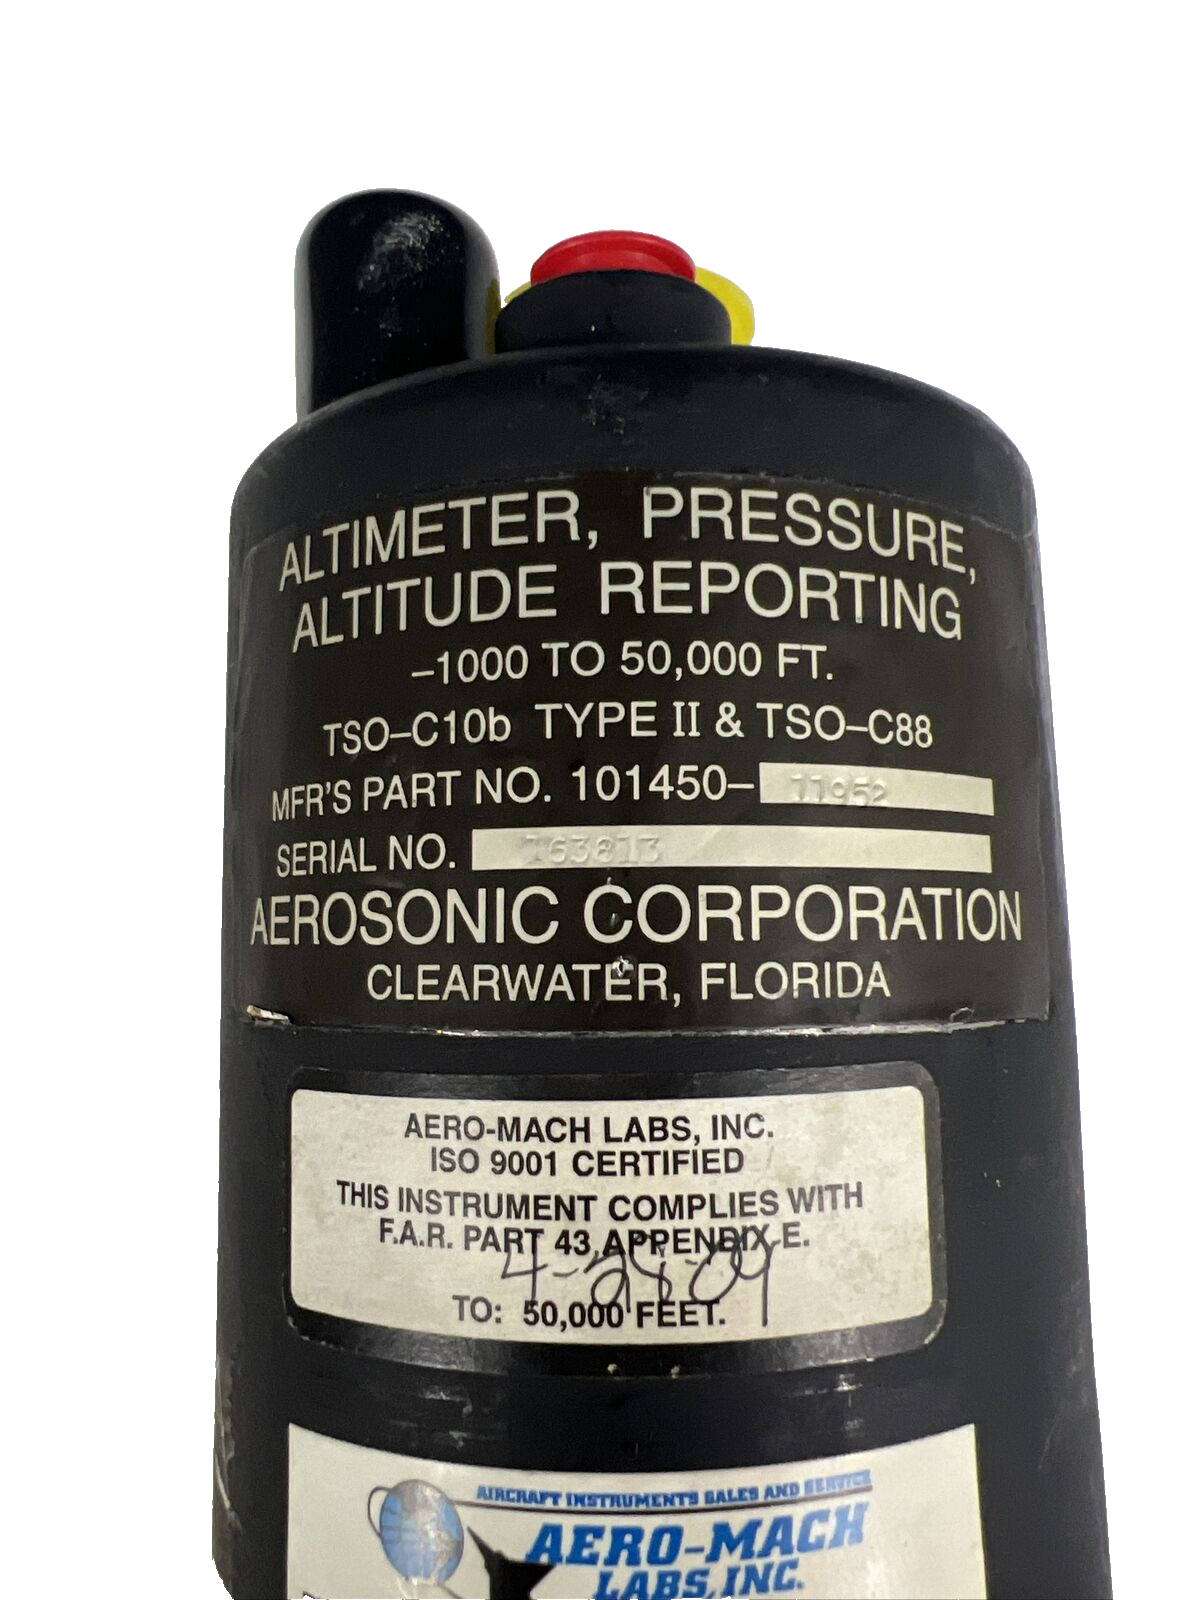 ALTIMETER, PRESSURE,
ALTITUDE REPORTING
–1000 TO 50,000 FT.
TSO–C10b TYPE II & TSO–C88
MFR'S PART NO. 101450– 11952
SERIAL NO. 163813
AEROSONIC CORPORATION
CLEARWATER, FLORIDA
AERO-MACH LABS, INC.
ISO 9001 CERTIFIED
THIS INSTRUMENT COMPLIES WITH
F.A.R. PART 43, APPENDIX E.
4-28-09
TO: 50,000 FEET.
AIRCRAFT INSTRUMENTS SALES AND SERVICE
AERO-MACH
LABS, INC.